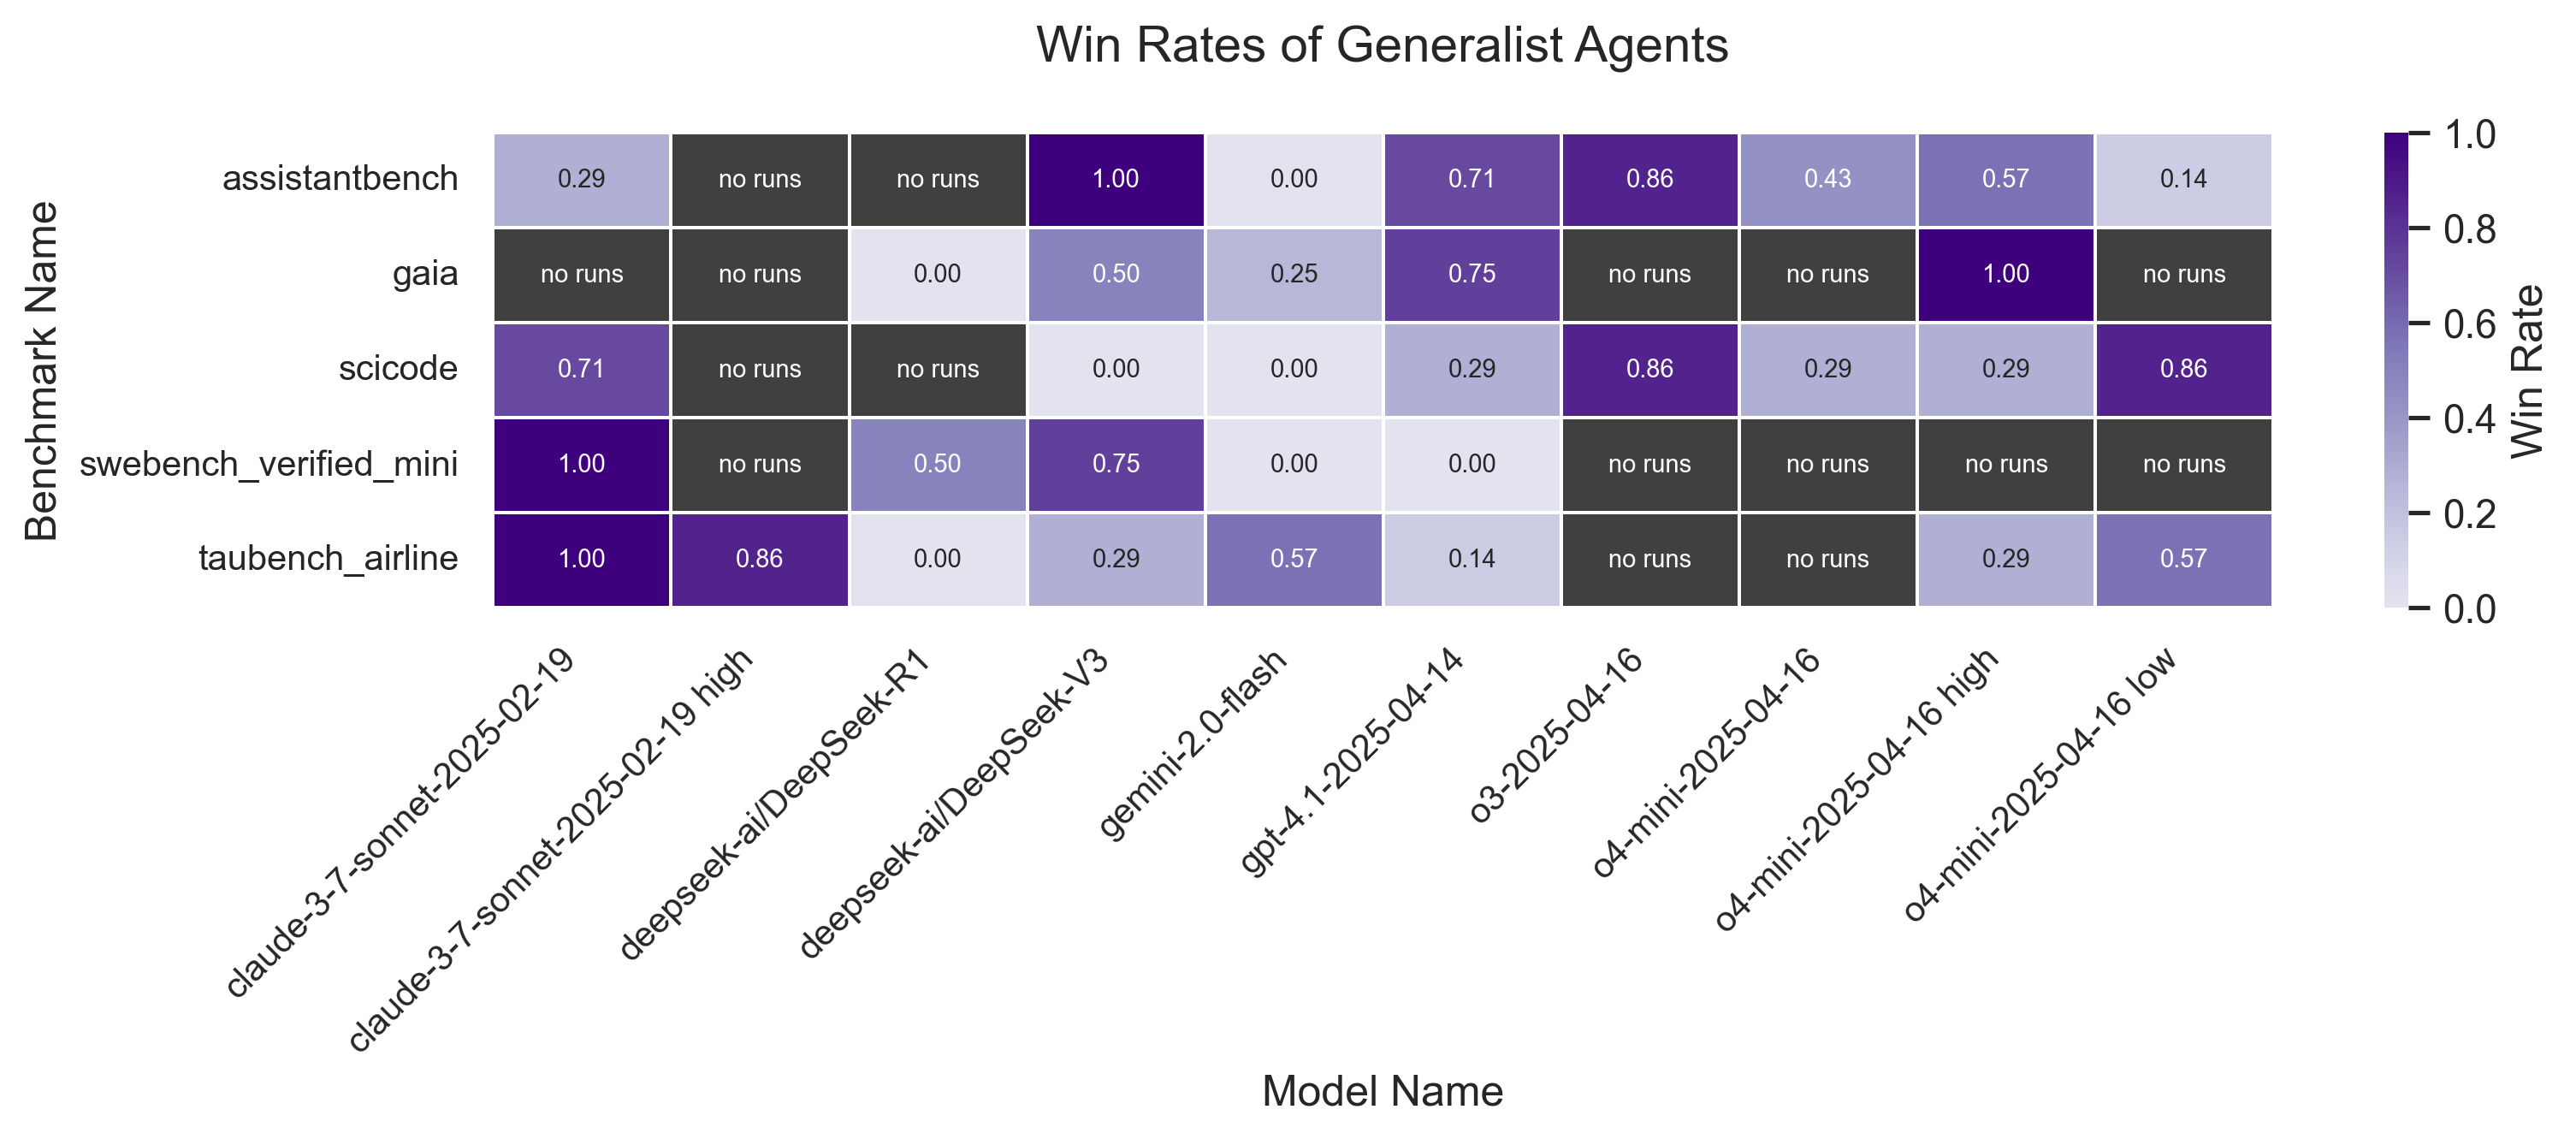 Win Rates of Generalist Agents
Benchmark Name
assistantbench 0.29 no runs no runs 1.00 0.00 0.71 0.86 0.43 0.57 0.14
gaia no runs no runs 0.00 0.50 0.25 0.75 no runs no runs 1.00 no runs
scicode 0.71 no runs no runs 0.00 0.00 0.29 0.86 0.29 0.29 0.86
swebench_verified_mini 1.00 no runs 0.50 0.75 0.00 0.00 no runs no runs no runs no runs
taubench_airline 1.00 0.86 0.00 0.29 0.57 0.14 no runs no runs 0.29 0.57
claude-3-7-sonnet-2025-02-19
claude-3-7-sonnet-2025-02-19 high
deepseek-ai/DeepSeek-R1
deepseek-ai/DeepSeek-V3
gemini-2.0-flash
gpt-4.1-2025-04-14
o3-2025-04-16
o4-mini-2025-04-16
o4-mini-2025-04-16 high
o4-mini-2025-04-16 low
Model Name
1.0
0.8
0.6
0.4
0.2
0.0
Win Rate